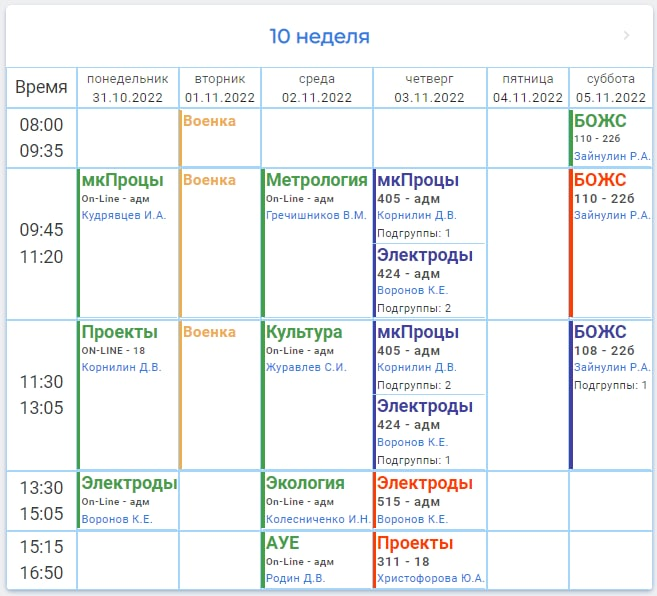 10 неделя
Время
понедельник
31.10.2022
вторник
01.11.2022
среда
02.11.2022
четверг
03.11.2022
пятница
04.11.2022
суббота
05.11.2022
08:00
09:35
Военка
БОЖС
110 - 22б
Зайнулин Р.А.
09:45
11:20
мкПроцы
On-Line - адм
Кудрявцев И.А.
Военка
Метрология
On-Line - адм
Гречишников В.М.
мкПроцы
405 - адм
Корнилин Д.В.
Подгруппы: 1
Электроды
424 - адм
Воронов К.Е.
Подгруппы: 2
БОЖС
110 - 22б
Зайнулин Р.А.
11:30
13:05
Проекты
ON-LINE - 18
Корнилин Д.В.
Военка
Культура
On-Line - адм
Журавлев С.И.
мкПроцы
405 - адм
Корнилин Д.В.
Подгруппы: 2
Электроды
424 - адм
Воронов К.Е.
Подгруппы: 1
БОЖС
108 - 22б
Зайнулин Р.А.
Подгруппы: 1
13:30
15:05
Электроды
On-Line - адм
Воронов К.Е.
Экология
On-Line - адм
Колесниченко И.Н.
Электроды
515 - адм
Воронов К.Е.
15:15
16:50
АУЕ
On-Line - адм
Родин Д.В.
Проекты
311 - 18
Христофорова Ю.А.